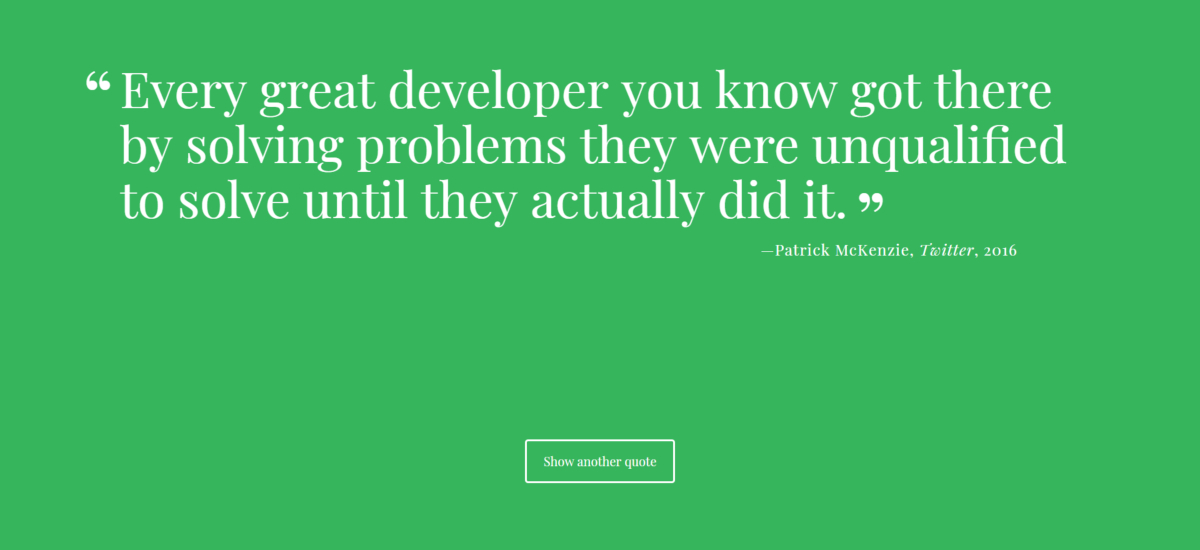 “ Every great developer you know got there
by solving problems they were unqualified
to solve until they actually did it. ”
—Patrick McKenzie, Twitter, 2016
Show another quote